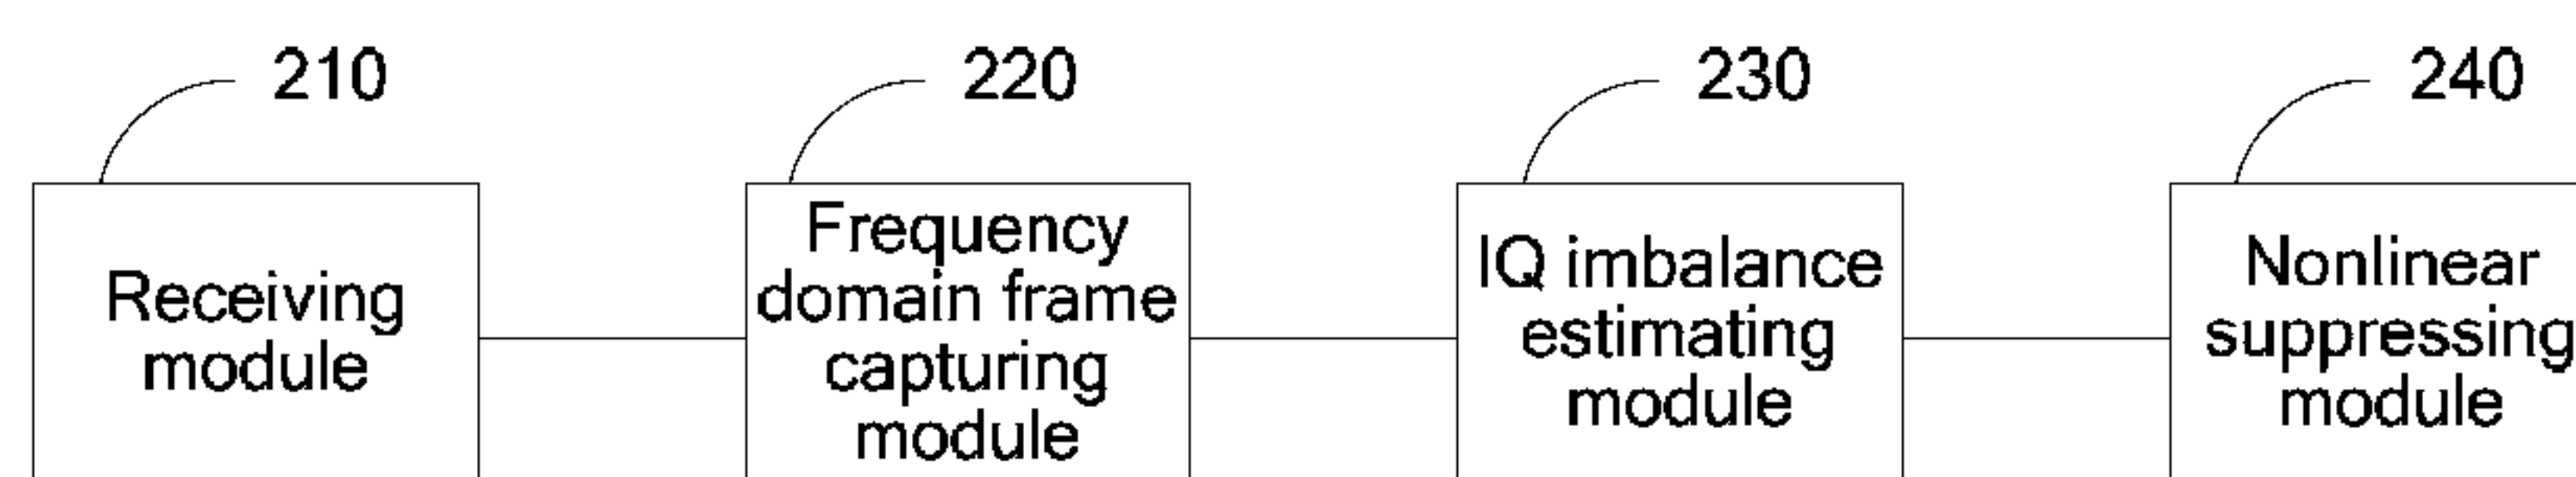 210
220
230
240
Receiving
module
Frequency
domain frame
capturing
module
IQ imbalance
estimating
module
Nonlinear
suppressing
module